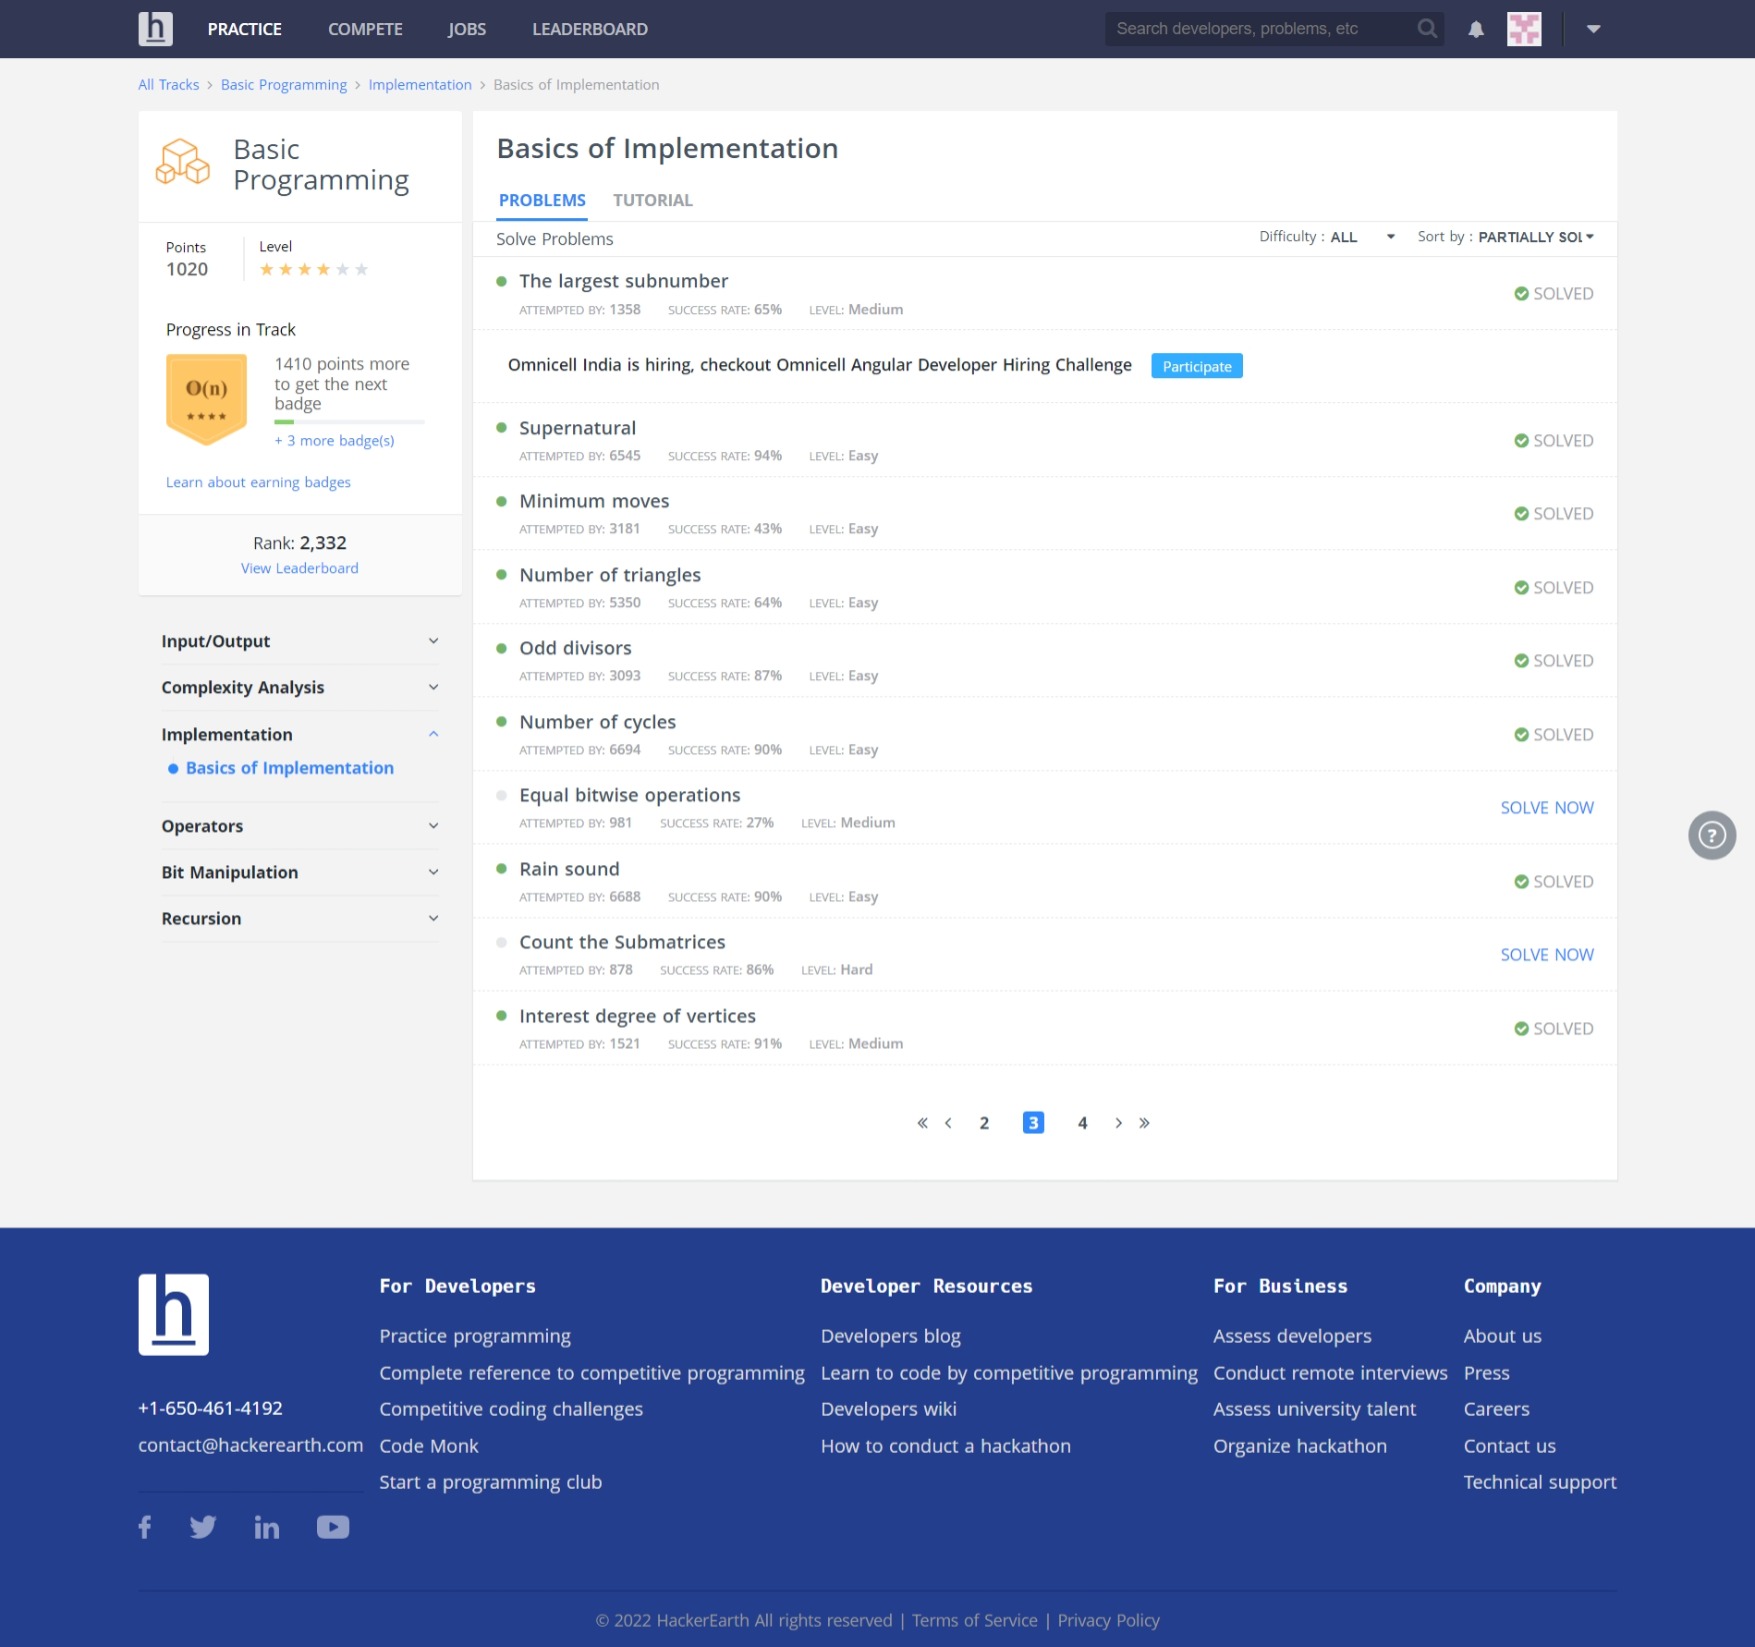 h PRACTICE COMPETE JOBS LEADERBOARD Search developers, problems, etc
All Tracks > Basic Programming > Implementation > Basics of Implementation
Basic
Programming
Points
1020
Level
Progress in Track
O(n)
1410 points more
to get the next
badge
+ 3 more badge(s)
Learn about earning badges
Rank: 2,332
View Leaderboard
Input/Output
Complexity Analysis
Implementation
Basics of Implementation
Operators
Bit Manipulation
Recursion
Basics of Implementation
PROBLEMS TUTORIAL
Solve Problems Difficulty : ALL Sort by : PARTIALLY SOL
The largest subnumber
ATTEMPTED BY: 1358 SUCCESS RATE: 65% LEVEL: Medium
SOLVED
Omnicell India is hiring, checkout Omnicell Angular Developer Hiring Challenge Participate
Supernatural
ATTEMPTED BY: 6545 SUCCESS RATE: 94% LEVEL: Easy
SOLVED
Minimum moves
ATTEMPTED BY: 3181 SUCCESS RATE: 43% LEVEL: Easy
SOLVED
Number of triangles
ATTEMPTED BY: 5350 SUCCESS RATE: 64% LEVEL: Easy
SOLVED
Odd divisors
ATTEMPTED BY: 3093 SUCCESS RATE: 87% LEVEL: Easy
SOLVED
Number of cycles
ATTEMPTED BY: 6694 SUCCESS RATE: 90% LEVEL: Easy
SOLVED
Equal bitwise operations
ATTEMPTED BY: 981 SUCCESS RATE: 27% LEVEL: Medium
SOLVE NOW
Rain sound
ATTEMPTED BY: 6688 SUCCESS RATE: 90% LEVEL: Easy
SOLVED
Count the Submatrices
ATTEMPTED BY: 878 SUCCESS RATE: 86% LEVEL: Hard
SOLVE NOW
Interest degree of vertices
ATTEMPTED BY: 1521 SUCCESS RATE: 91% LEVEL: Medium
SOLVED
« ‹ 2 3 4 › »
?
h
+1-650-461-4192
contact@hackerearth.com
For Developers
Practice programming
Complete reference to competitive programming
Competitive coding challenges
Code Monk
Start a programming club
Developer Resources
Developers blog
Learn to code by competitive programming
Developers wiki
How to conduct a hackathon
For Business
Assess developers
Conduct remote interviews
Assess university talent
Organize hackathon
Company
About us
Press
Careers
Contact us
Technical support
© 2022 HackerEarth All rights reserved | Terms of Service | Privacy Policy